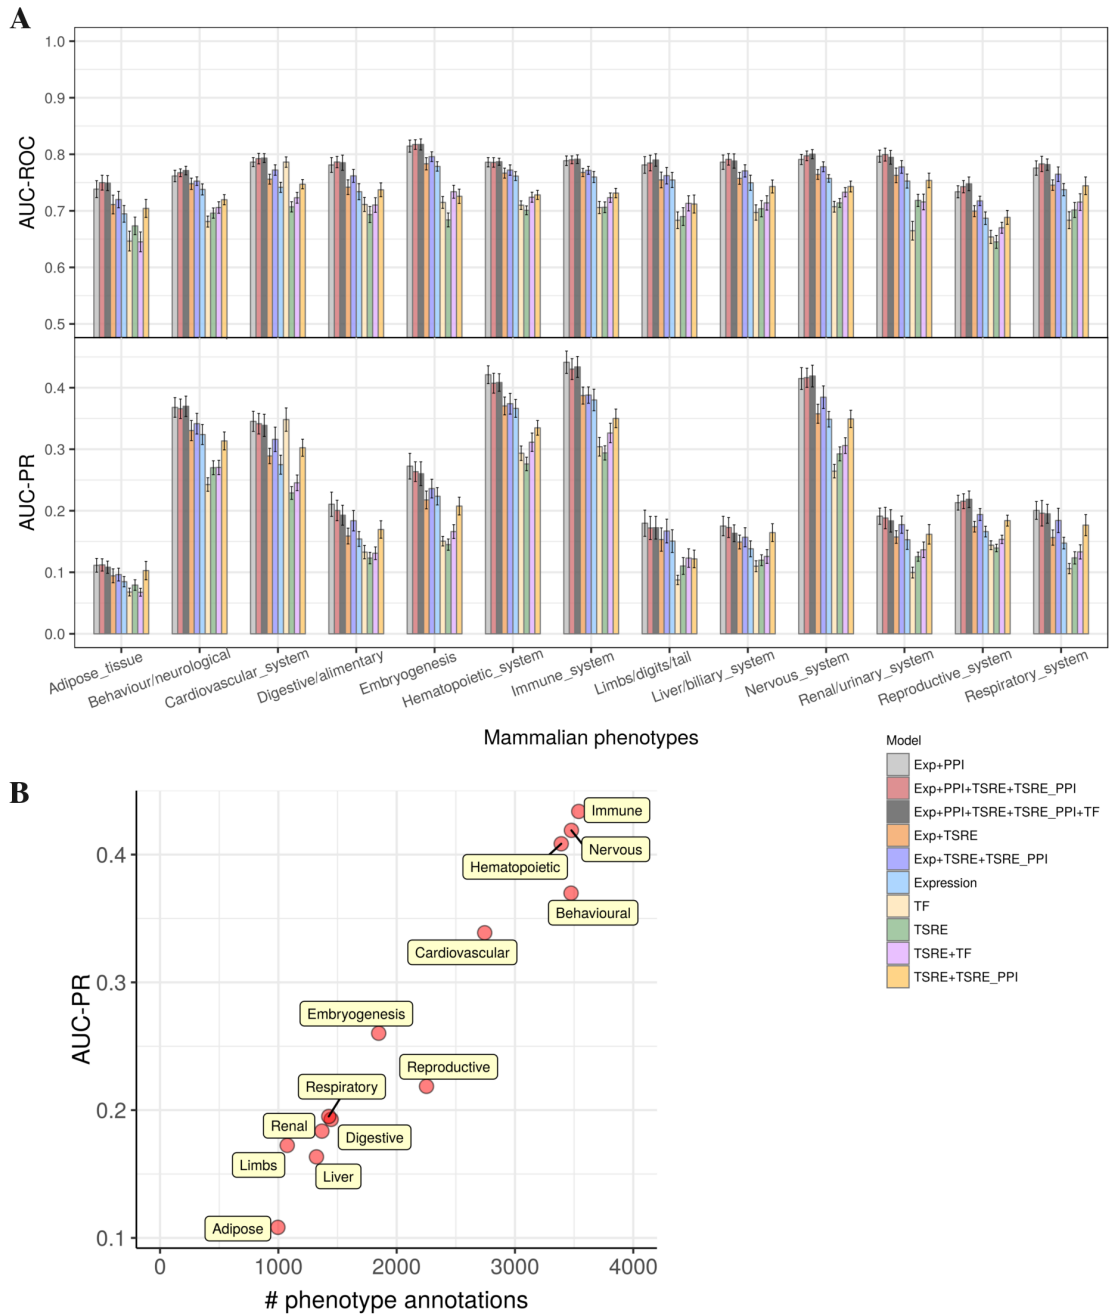 A
AUC-ROC
1.0
0.9
0.8
0.7
0.6
0.5
AUC-PR
0.4
0.3
0.2
0.1
0.0
Adipose_tissue
Behaviour/neurological
Cardiovascular_system
Digestive/alimentary
Embryogenesis
Hematopoietic_system
Immune_system
Limbs/digits/tail
Liver/biliary_system
Nervous_system
Renal/urinary_system
Reproductive_system
Respiratory_system
Mammalian phenotypes
Model
Exp+PPI
Exp+PPI+TSRE+TSRE_PPI
Exp+PPI+TSRE+TSRE_PPI+TF
Exp+TSRE
Exp+TSRE+TSRE_PPI
Expression
TF
TSRE
TSRE+TF
TSRE+TSRE_PPI
B
AUC-PR
0.4
0.3
0.2
0.1
Immune
Nervous
Hematopoietic
Behavioural
Cardiovascular
Embryogenesis
Reproductive
Respiratory
Renal
Digestive
Limbs
Liver
Adipose
0
1000
2000
3000
4000
# phenotype annotations